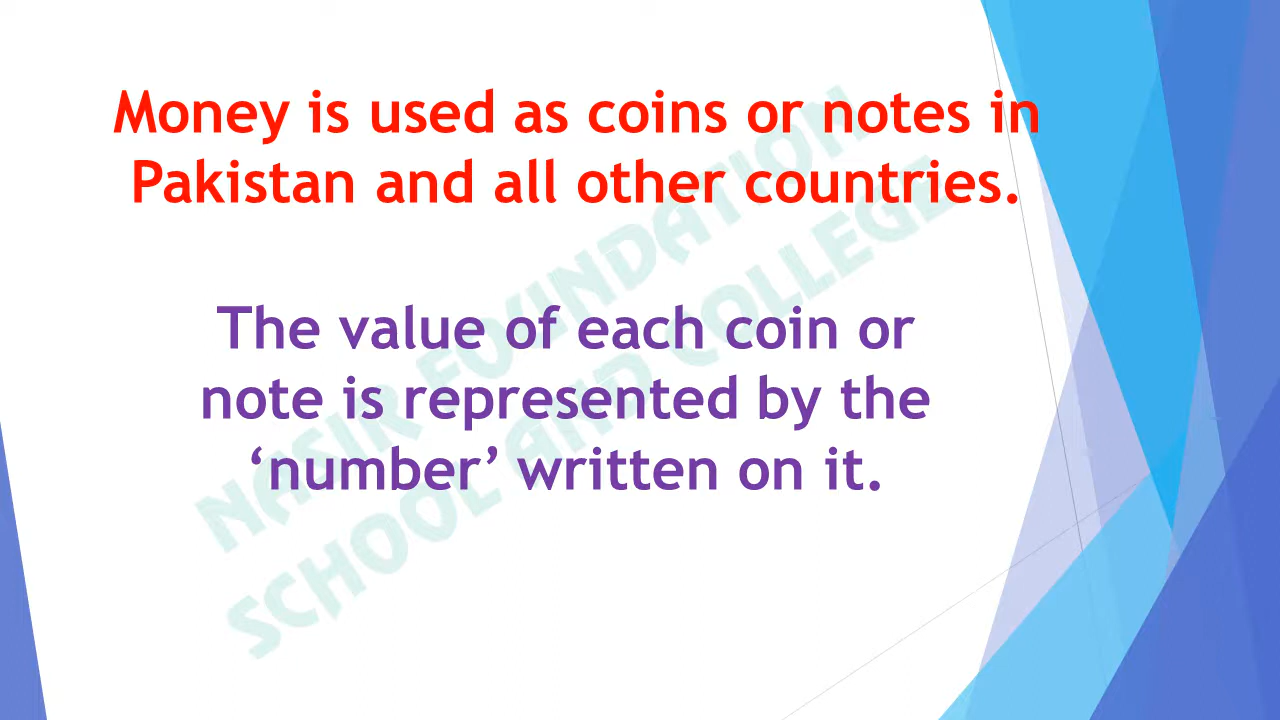 Money is used as coins or notes in
Pakistan and all other countries.
The value of each coin or
note is represented by the
‘number’ written on it.
NASIR FOUNDATION
SCHOOL AND COLLEGE